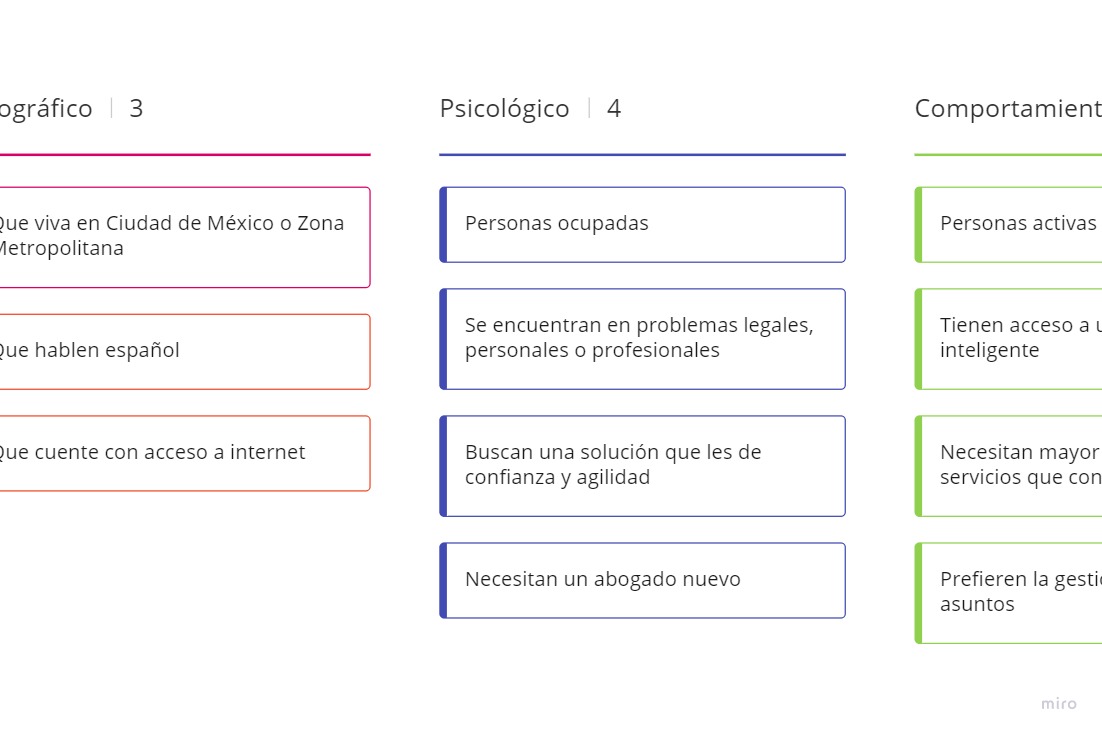 ográfico | 3
Que viva en Ciudad de México o Zona
Metropolitana
Que hablen español
Que cuente con acceso a internet
Psicológico | 4
Personas ocupadas
Se encuentran en problemas legales,
personales o profesionales
Buscan una solución que les de
confianza y agilidad
Necesitan un abogado nuevo
Comportamient
Personas activas
Tienen acceso a u
inteligente
Necesitan mayor
servicios que con
Prefieren la gesti
asuntos
miro